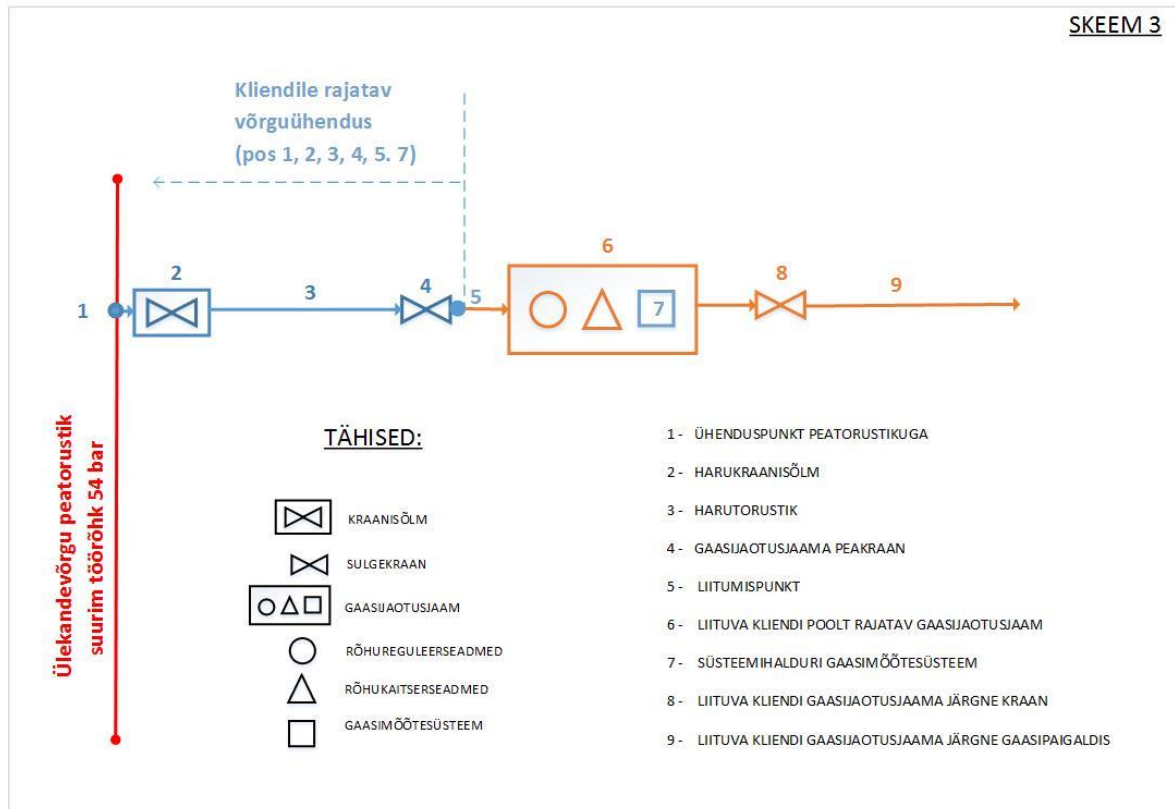 SKEEM 3
Kliendile rajatav
võrguühendus
(pos 1, 2, 3, 4, 5. 7)
1
2
3
4
5
6
7
8
9
Ülekandevõrgu peatorustik
suurim töörõhk 54 bar
TÄHISED:
KRAANISÕLM
SULGEKRAAN
GAASIJAOTUSJAAM
RÕHUREGULEERSEADMED
RÕHUKAITSERSEADMED
GAASIMÕÕTESÜSTEEM
1 - ÜHENDUSPUNKT PEATORUSTIKUGA
2 - HARUKRAANISÕLM
3 - HARUTORUSTIK
4 - GAASIJAOTUSJAAMA PEAKRAAN
5 - LIITUMISPUNKT
6 - LIITUVA KLIENDI POOLT RAJATAV GAASIJAOTUSJAAM
7 - SÜSTEEMIHALDURI GAASIMÕÕTESÜSTEEM
8 - LIITUVA KLIENDI GAASIJAOTUSJAAMA JÄRGNE KRAAN
9 - LIITUVA KLIENDI GAASIJAOTUSJAAMA JÄRGNE GAASIPAIGALDIS